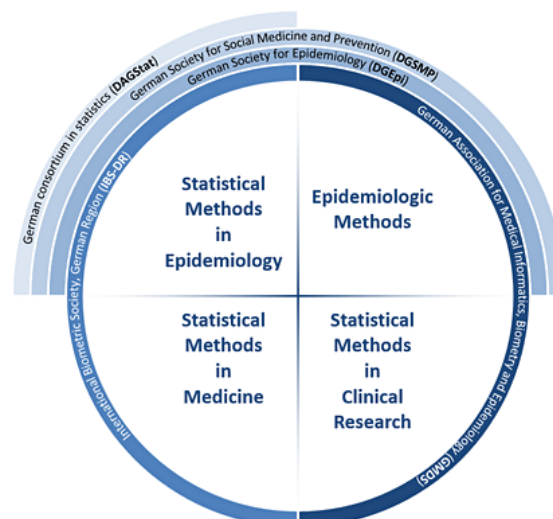 German consortium in statistics (DAGStat)
German Society for Social Medicine and Prevention (DGSMP)
German Society for Epidemiology (DGEpi)
International Biometric Society, German Region (IBS-DR)
German Association for Medical Informatics, Biometry and Epidemiology (GMDS)
Statistical
Methods
in
Epidemiology
Epidemiologic
Methods
Statistical
Methods
in
Medicine
Statistical
Methods
in
Clinical
Research